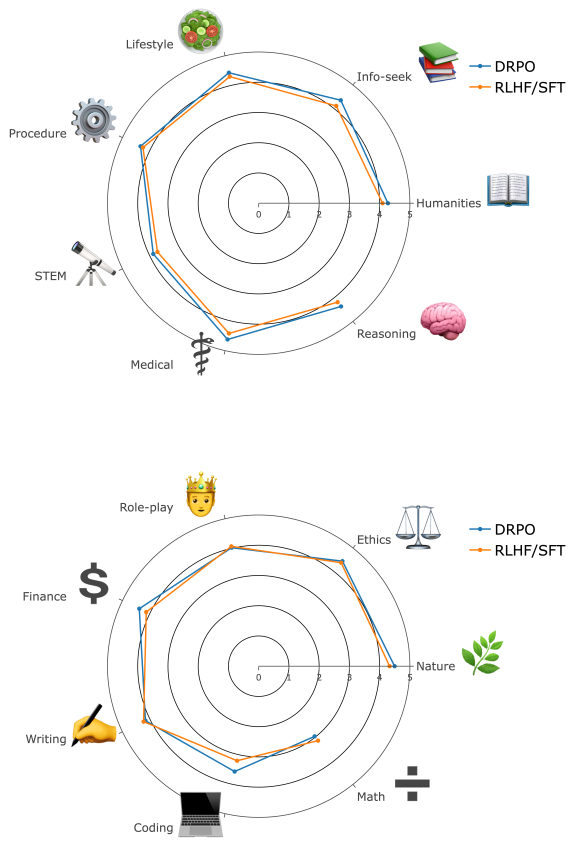 Lifestyle
Info-seek
DRPO
RLHF/SFT
Procedure
Humanities
0 1 2 3 4 5
STEM
Reasoning
Medical
Role-play
Ethics
DRPO
RLHF/SFT
Finance
$
Nature
0 1 2 3 4 5
Writing
Math
÷
Coding